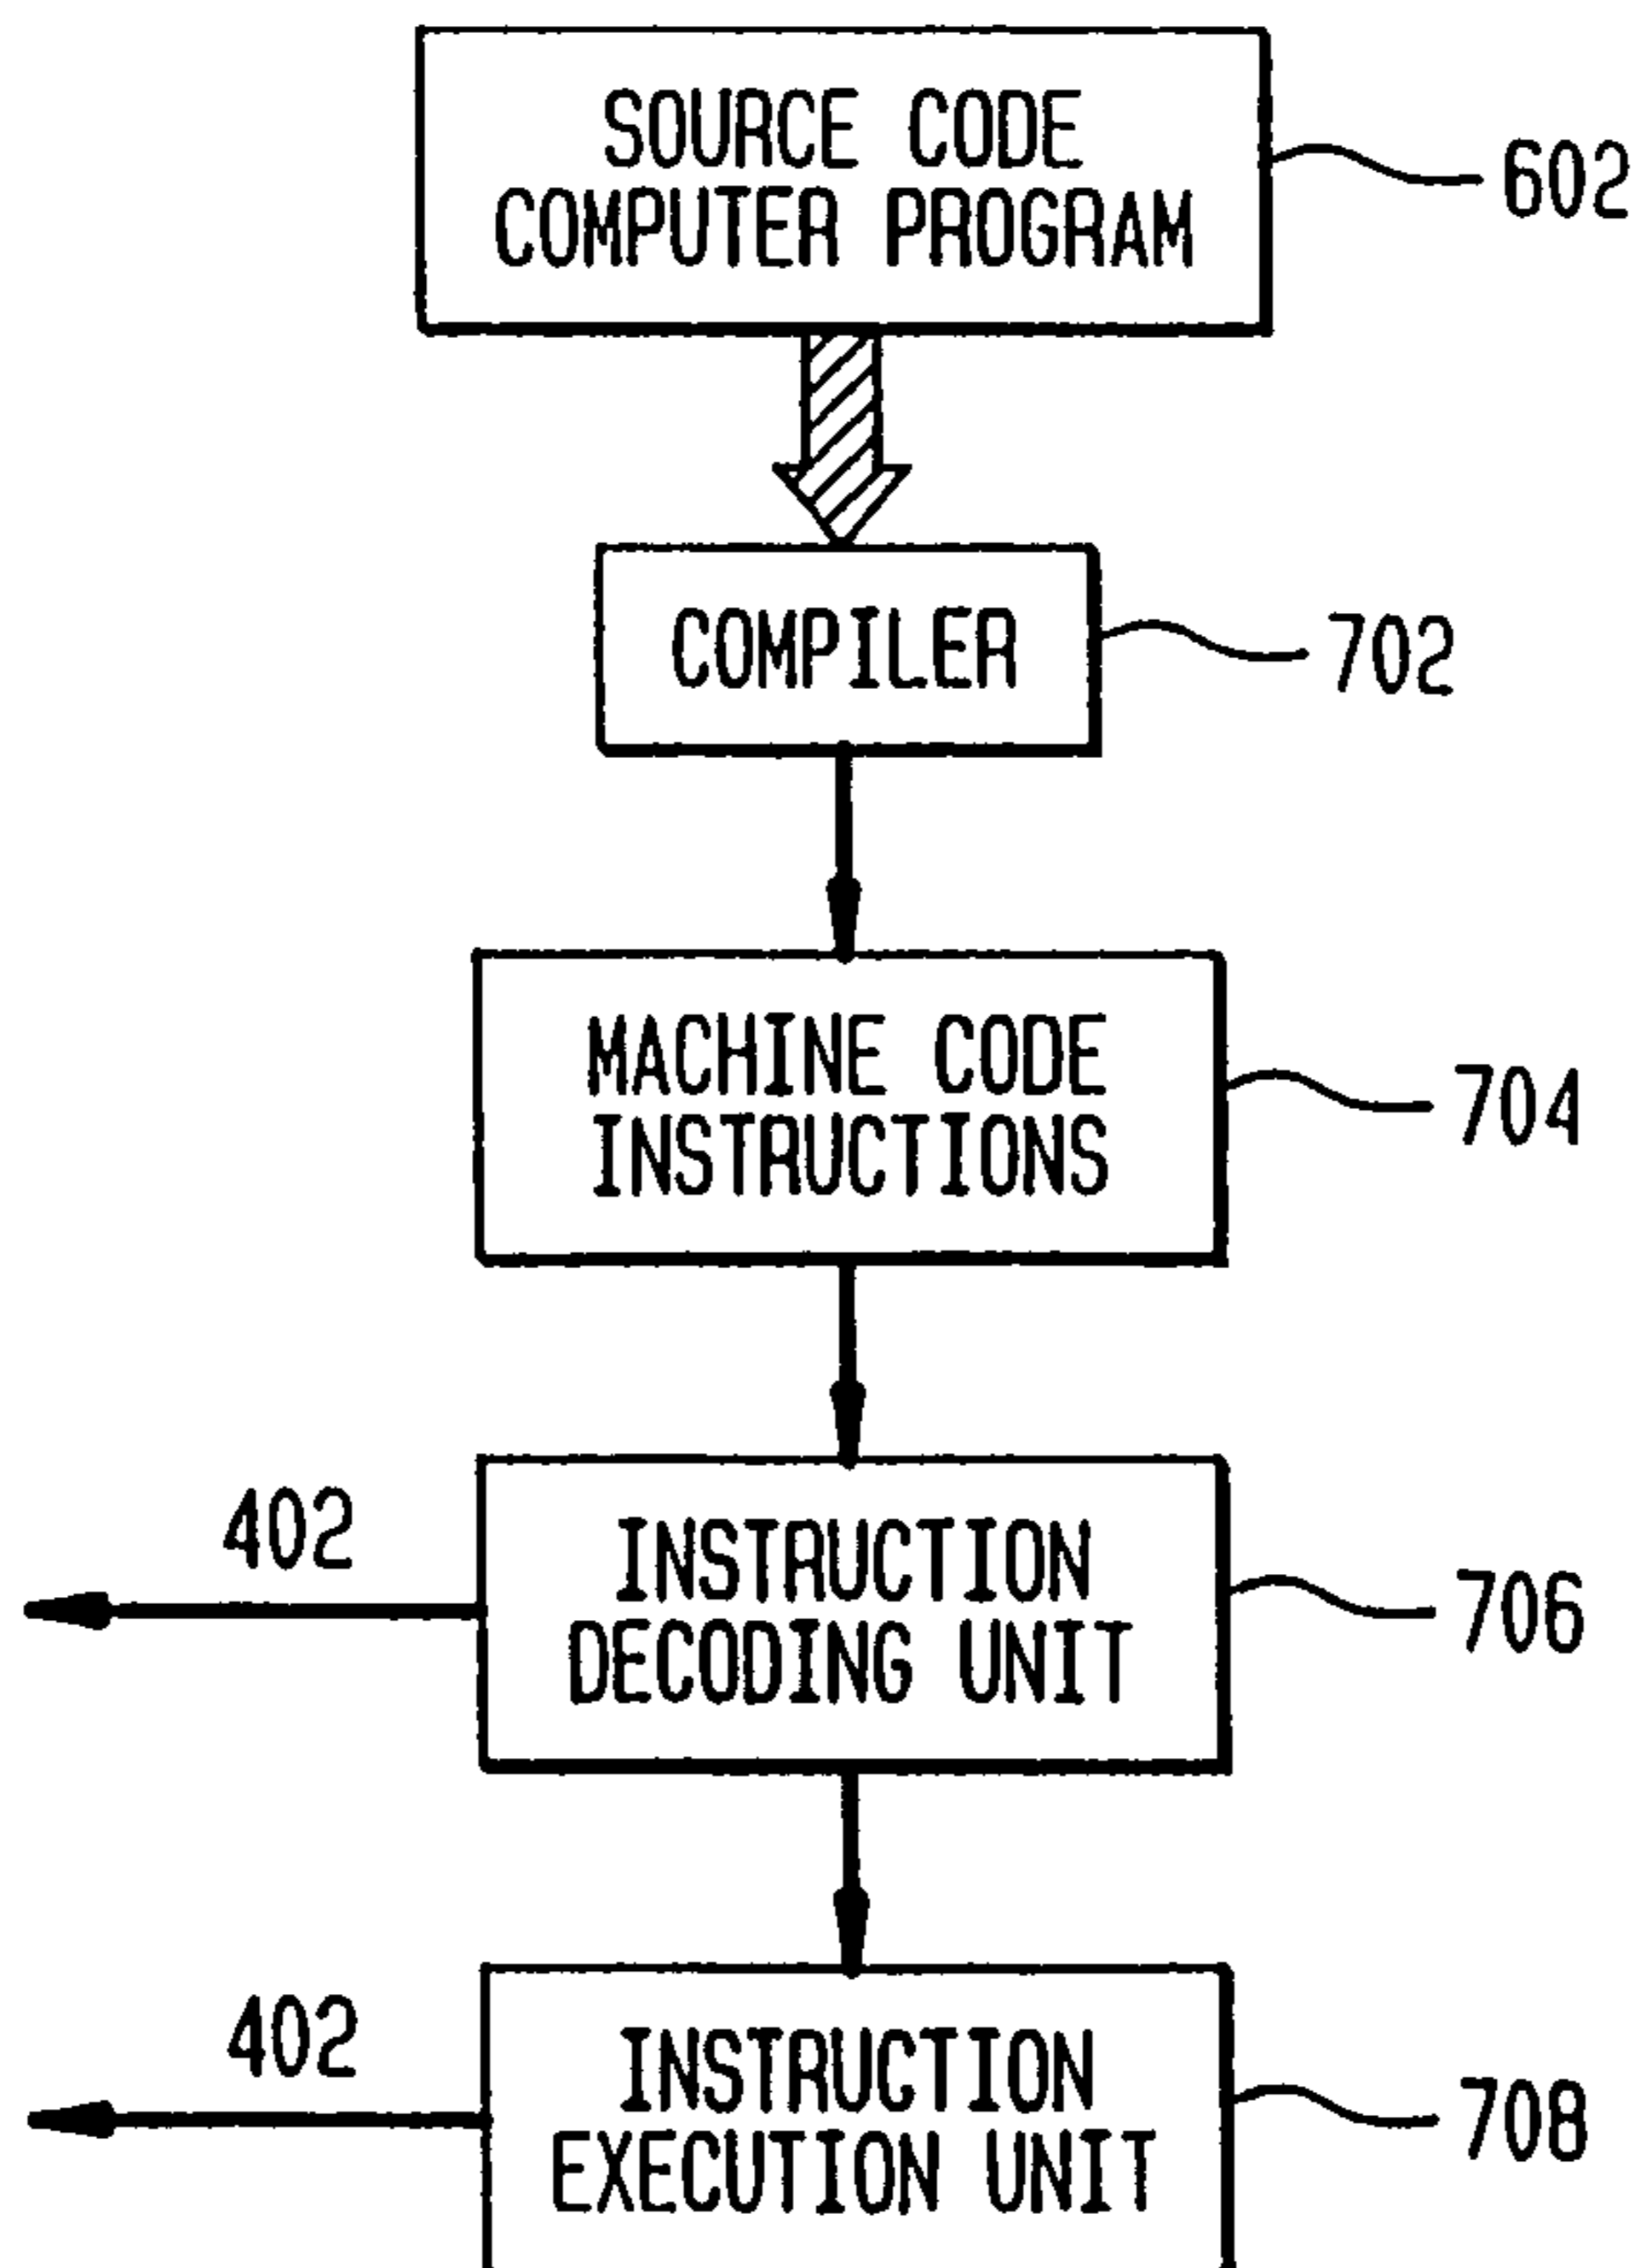 SOURCE CODE
COMPUTER PROGRAM
602
COMPILER
702
MACHINE CODE
INSTRUCTIONS
704
402
INSTRUCTION
DECODING UNIT
706
402
INSTRUCTION
EXECUTION UNIT
708